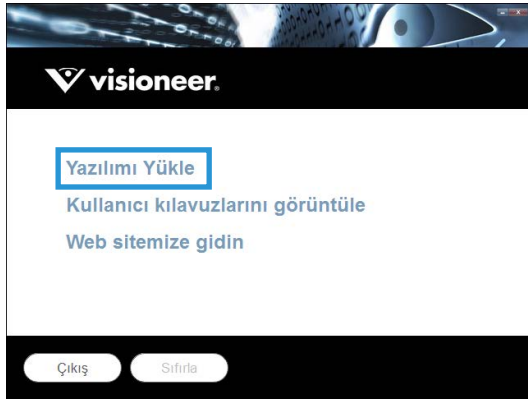 visioneer.
Yazılımı Yükle
Kullanıcı kılavuzlarını görüntüle
Web sitemize gidin
Çıkış
Sıfırla